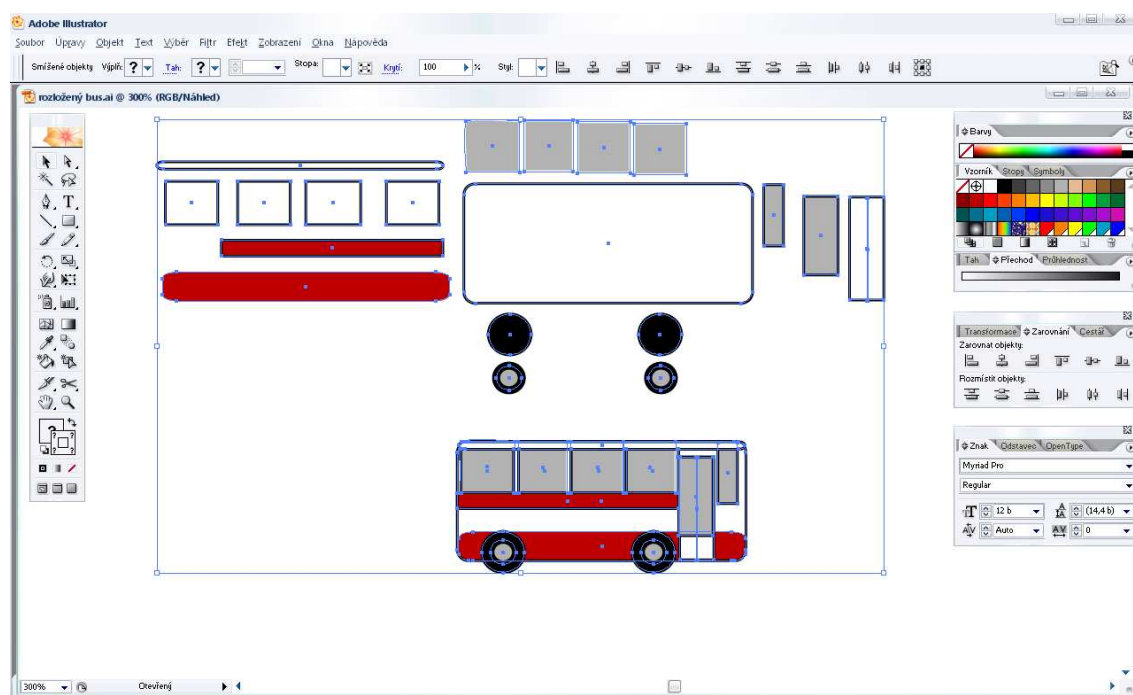 Adobe Illustrator
Soubor Úpravy Objekt Text Výběr Filtr Efekt Zobrazení Okna Nápověda
Smíšené objekty Výplň: ? Tah: ? Stopa: Krytí: 100 % Styl:
rozložený bus.ai @ 300% (RGB/Náhled)
Barvy
Vzorník Stopy Symboly
Tah Přechod Průhlednost
Transformace Zarovnání Cestář
Zarovnat objekty:
Rozmístit objekty:
Znak Odstavec OpenType
Myriad Pro
Regular
12 b (14,4 b)
Auto 0
300% Otevřený